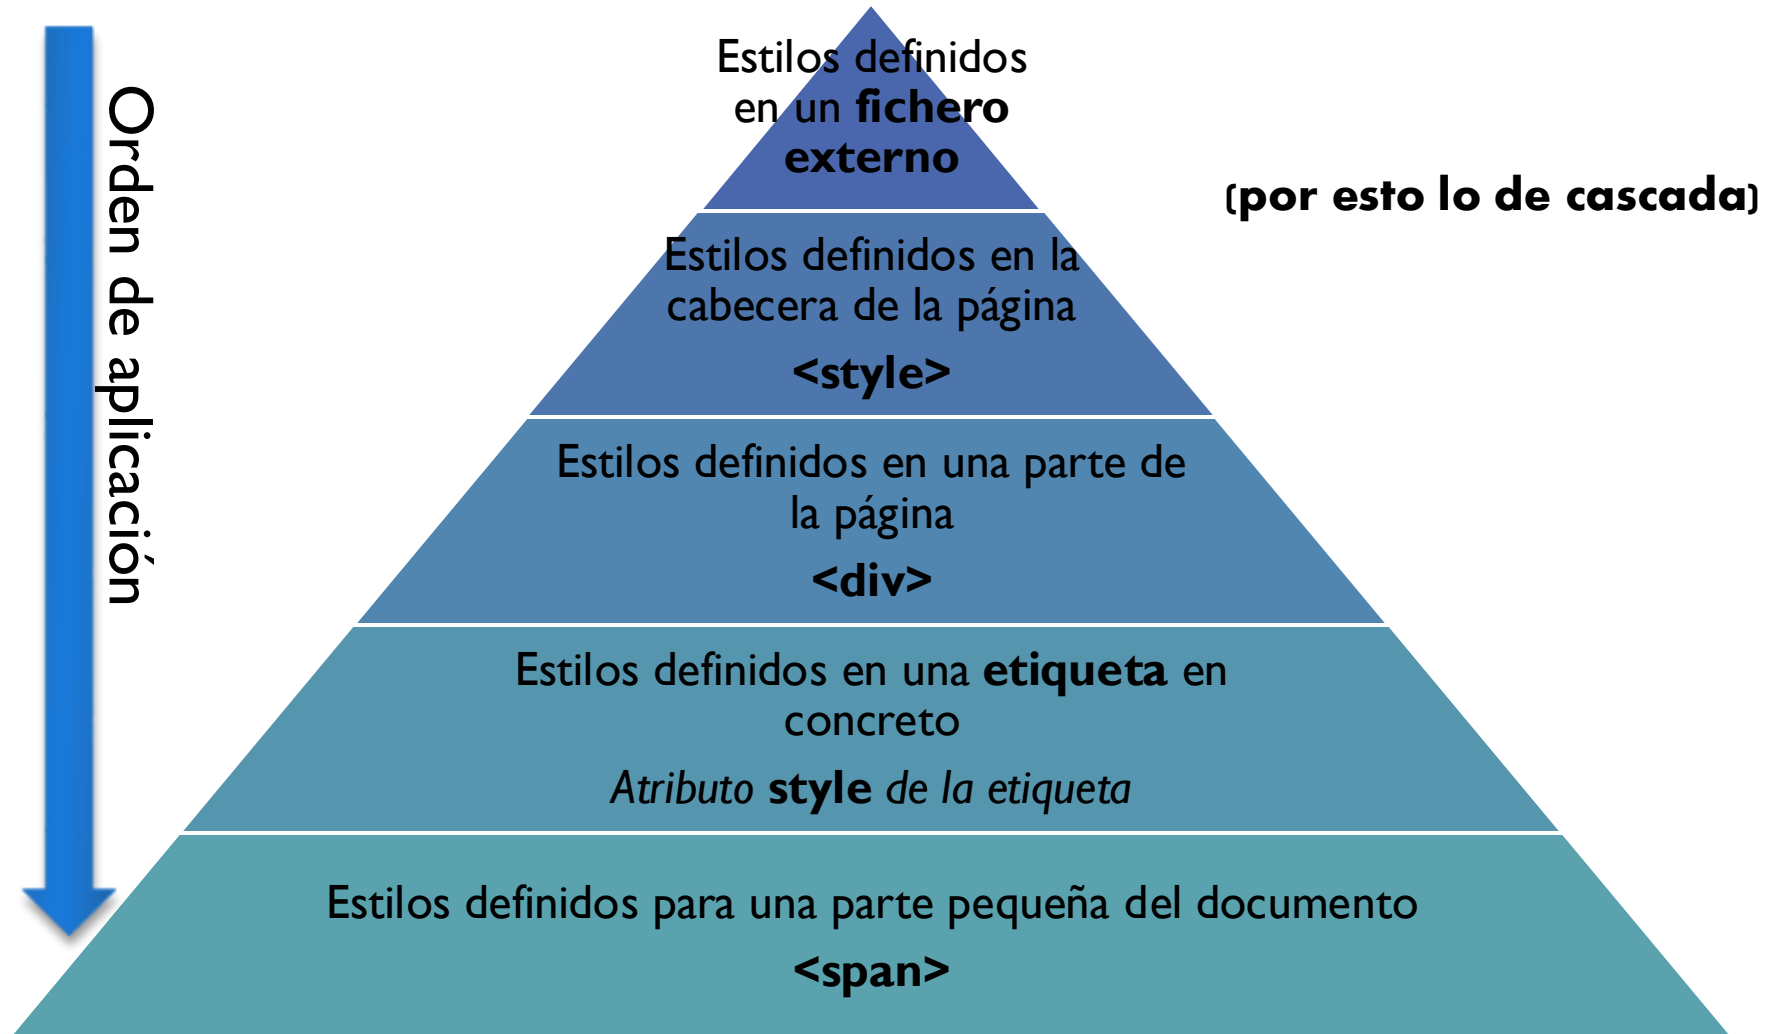 Orden de aplicación
Estilos definidos
en un fichero
externo
(por esto lo de cascada)
Estilos definidos en la
cabecera de la página
<style>
Estilos definidos en una parte de
la página
<div>
Estilos definidos en una etiqueta en
concreto
Atributo style de la etiqueta
Estilos definidos para una parte pequeña del documento
<span>